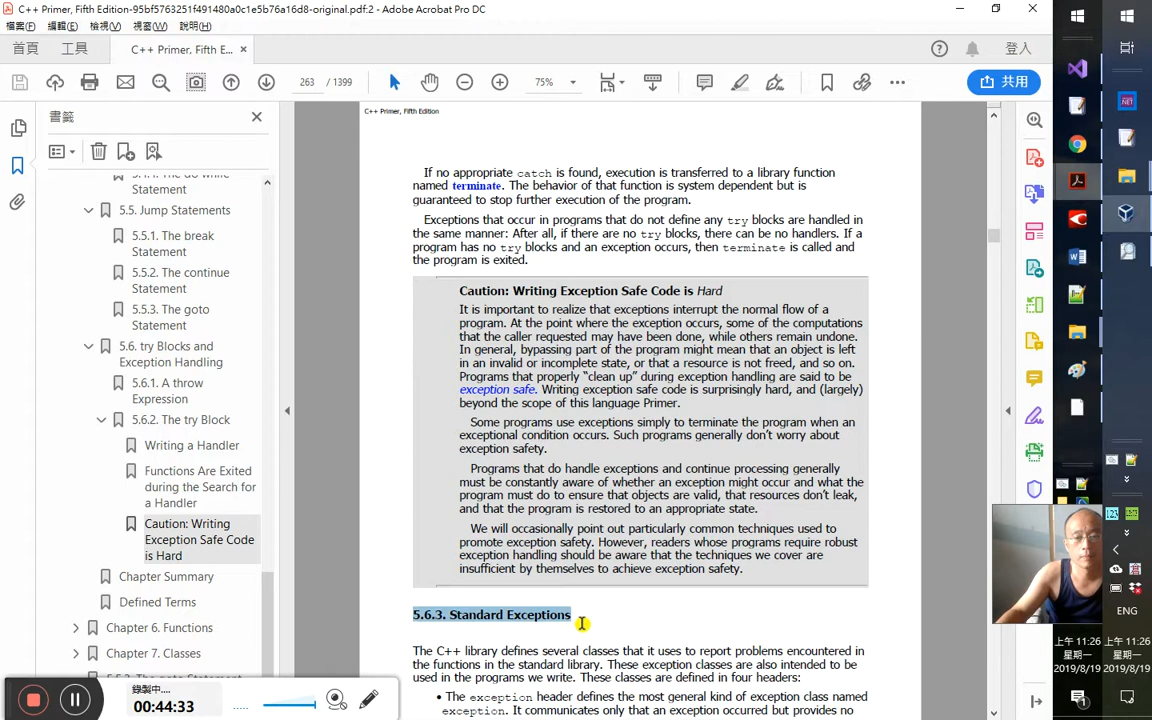 C++ Primer, Fifth Edition-95bf5763251f491480a0c1e5b76a16d8-original.pdf.2 - Adobe Acrobat Pro DC
檔案(F) 編輯(E) 檢視(V) 視窗(W) 說明(H)
首頁 工具 C++ Primer, Fifth E... × 登入
263 / 1399 75% 共用
書籤
Statement
5.5. Jump Statements
5.5.1. The break
Statement
5.5.2. The continue
Statement
5.5.3. The goto
Statement
5.6. try Blocks and
Exception Handling
5.6.1. A throw
Expression
5.6.2. The try Block
Writing a Handler
Functions Are Exited
during the Search for
a Handler
Caution: Writing
Exception Safe Code
is Hard
Chapter Summary
Defined Terms
Chapter 6. Functions
Chapter 7. Classes
C++ Primer, Fifth Edition
If no appropriate catch is found, execution is transferred to a library function
named terminate. The behavior of that function is system dependent but is
guaranteed to stop further execution of the program.
Exceptions that occur in programs that do not define any try blocks are handled in
the same manner: After all, if there are no try blocks, there can be no handlers. If a
program has no try blocks and an exception occurs, then terminate is called and
the program is exited.
Caution: Writing Exception Safe Code is Hard
It is important to realize that exceptions interrupt the normal flow of a
program. At the point where the exception occurs, some of the computations
that the caller requested may have been done, while others remain undone.
In general, bypassing part of the program might mean that an object is left
in an invalid or incomplete state, or that a resource is not freed, and so on.
Programs that properly “clean up” during exception handling are said to be
exception safe. Writing exception safe code is surprisingly hard, and (largely)
beyond the scope of this language Primer.
Some programs use exceptions simply to terminate the program when an
exceptional condition occurs. Such programs generally don’t worry about
exception safety.
Programs that do handle exceptions and continue processing generally
must be constantly aware of whether an exception might occur and what the
program must do to ensure that objects are valid, that resources don’t leak,
and that the program is restored to an appropriate state.
We will occasionally point out particularly common techniques used to
promote exception safety. However, readers whose programs require robust
exception handling should be aware that the techniques we cover are
insufficient by themselves to achieve exception safety.
5.6.3. Standard Exceptions
The C++ library defines several classes that it uses to report problems encountered in
the functions in the standard library. These exception classes are also intended to be
used in the programs we write. These classes are defined in four headers:
• The exception header defines the most general kind of exception class named
exception. It communicates only that an exception occurred but provides no
錄製中....
00:44:33
ENG
上午 11:26 上午 11:26
星期一 星期一
2019/8/19 2019/8/19